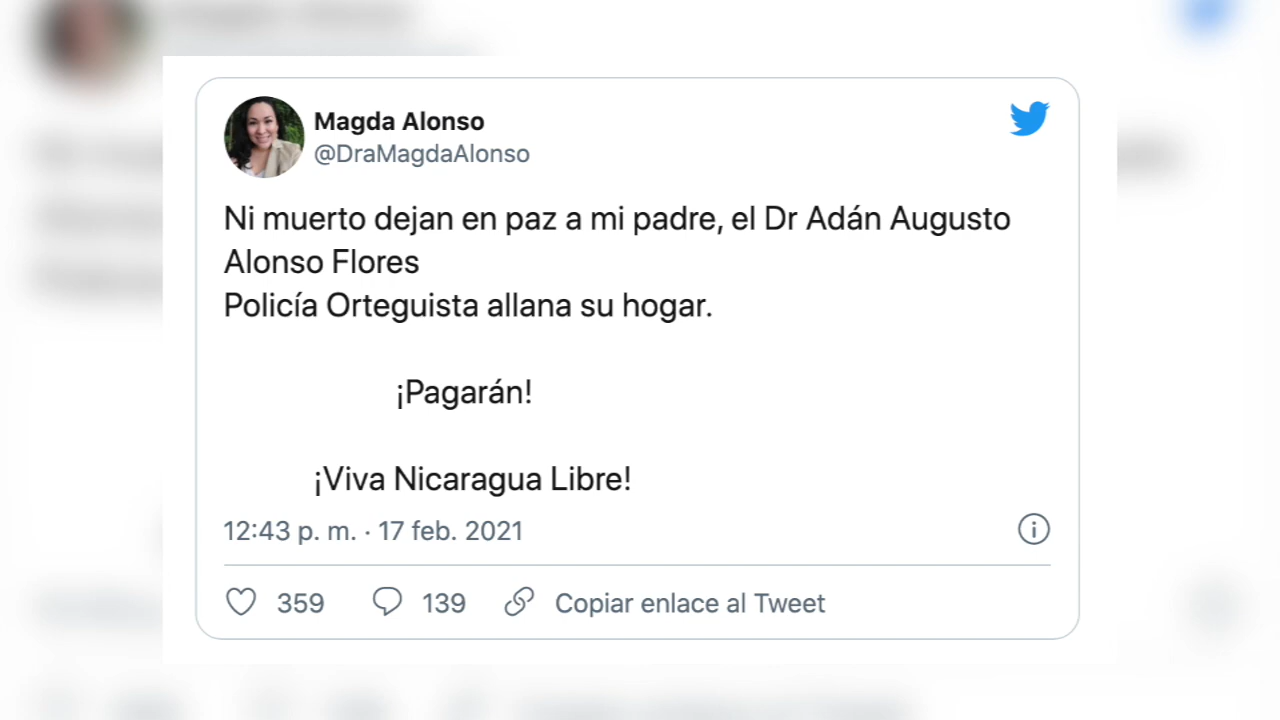 Magda Alonso
@DraMagdaAlonso
Ni muerto dejan en paz a mi padre, el Dr Adán Augusto
Alonso Flores
Policía Orteguista allana su hogar.
¡Pagarán!
¡Viva Nicaragua Libre!
12:43 p. m. · 17 feb. 2021
359 139 Copiar enlace al Tweet